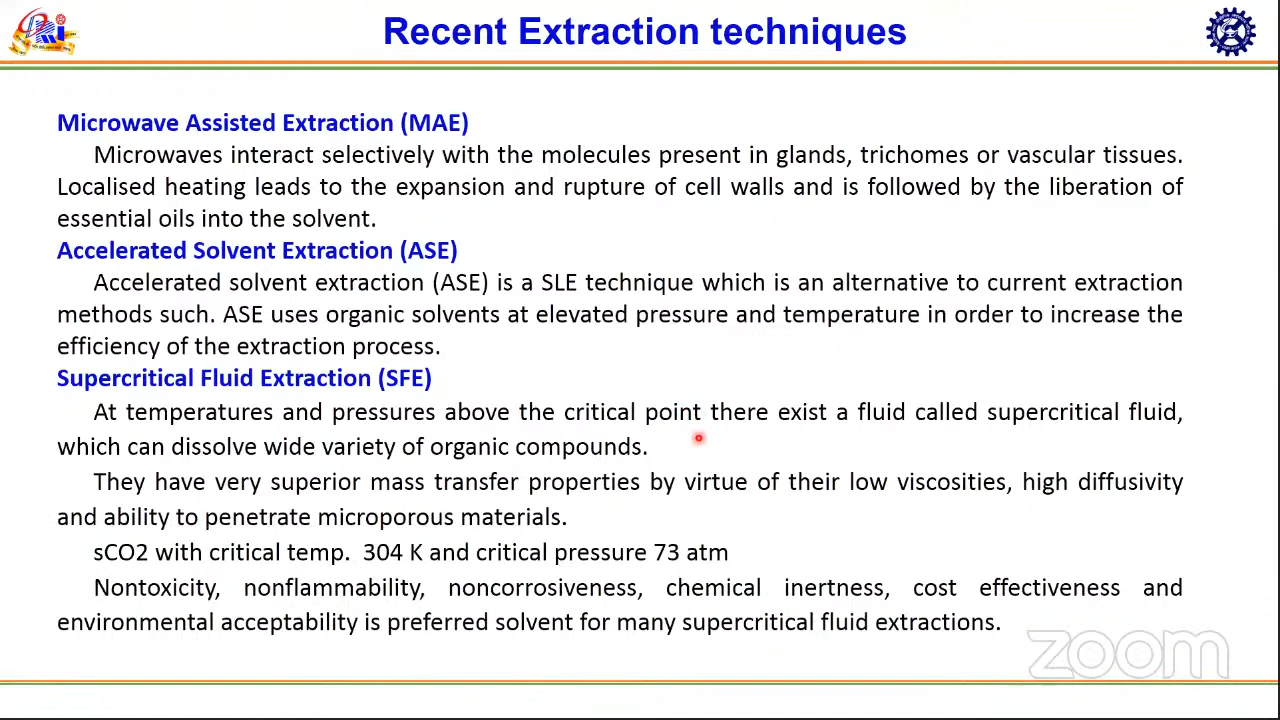 Recent Extraction techniques
Microwave Assisted Extraction (MAE)
Microwaves interact selectively with the molecules present in glands, trichomes or vascular tissues.
Localised heating leads to the expansion and rupture of cell walls and is followed by the liberation of
essential oils into the solvent.
Accelerated Solvent Extraction (ASE)
Accelerated solvent extraction (ASE) is a SLE technique which is an alternative to current extraction
methods such. ASE uses organic solvents at elevated pressure and temperature in order to increase the
efficiency of the extraction process.
Supercritical Fluid Extraction (SFE)
At temperatures and pressures above the critical point there exist a fluid called supercritical fluid,
which can dissolve wide variety of organic compounds.
They have very superior mass transfer properties by virtue of their low viscosities, high diffusivity
and ability to penetrate microporous materials.
sCO2 with critical temp. 304 K and critical pressure 73 atm
Nontoxicity, nonflammability, noncorrosiveness, chemical inertness, cost effectiveness and
environmental acceptability is preferred solvent for many supercritical fluid extractions.
zoom